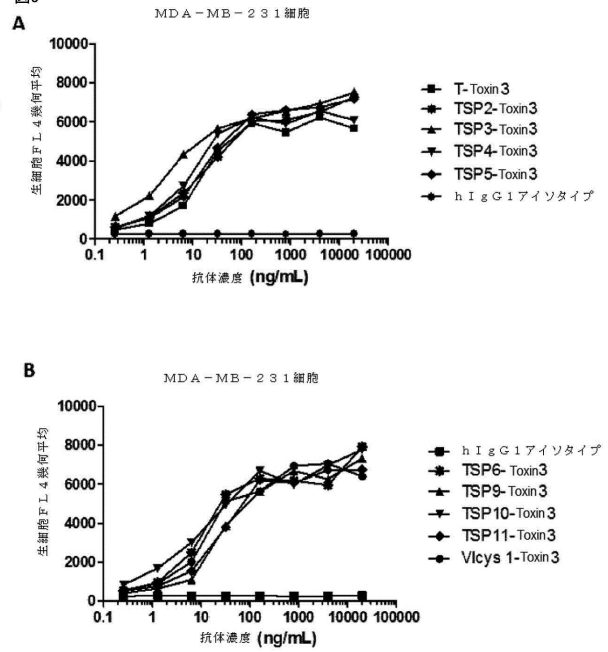 A
MDA-MB-231細胞
生細胞FL4幾何平均
10000
8000
6000
4000
2000
0
0.1 1 10 100 1000 10000 100000
抗体濃度 (ng/mL)
T-Toxin3
TSP2-Toxin3
TSP3-Toxin3
TSP4-Toxin3
TSP5-Toxin3
hIgG1アイソタイプ
B
MDA-MB-231細胞
生細胞FL4幾何平均
10000
8000
6000
4000
2000
0
0.1 1 10 100 1000 10000 100000
抗体濃度 (ng/mL)
hIgG1アイソタイプ
TSP6-Toxin3
TSP9-Toxin3
TSP10-Toxin3
TSP11-Toxin3
Vlcys 1-Toxin3